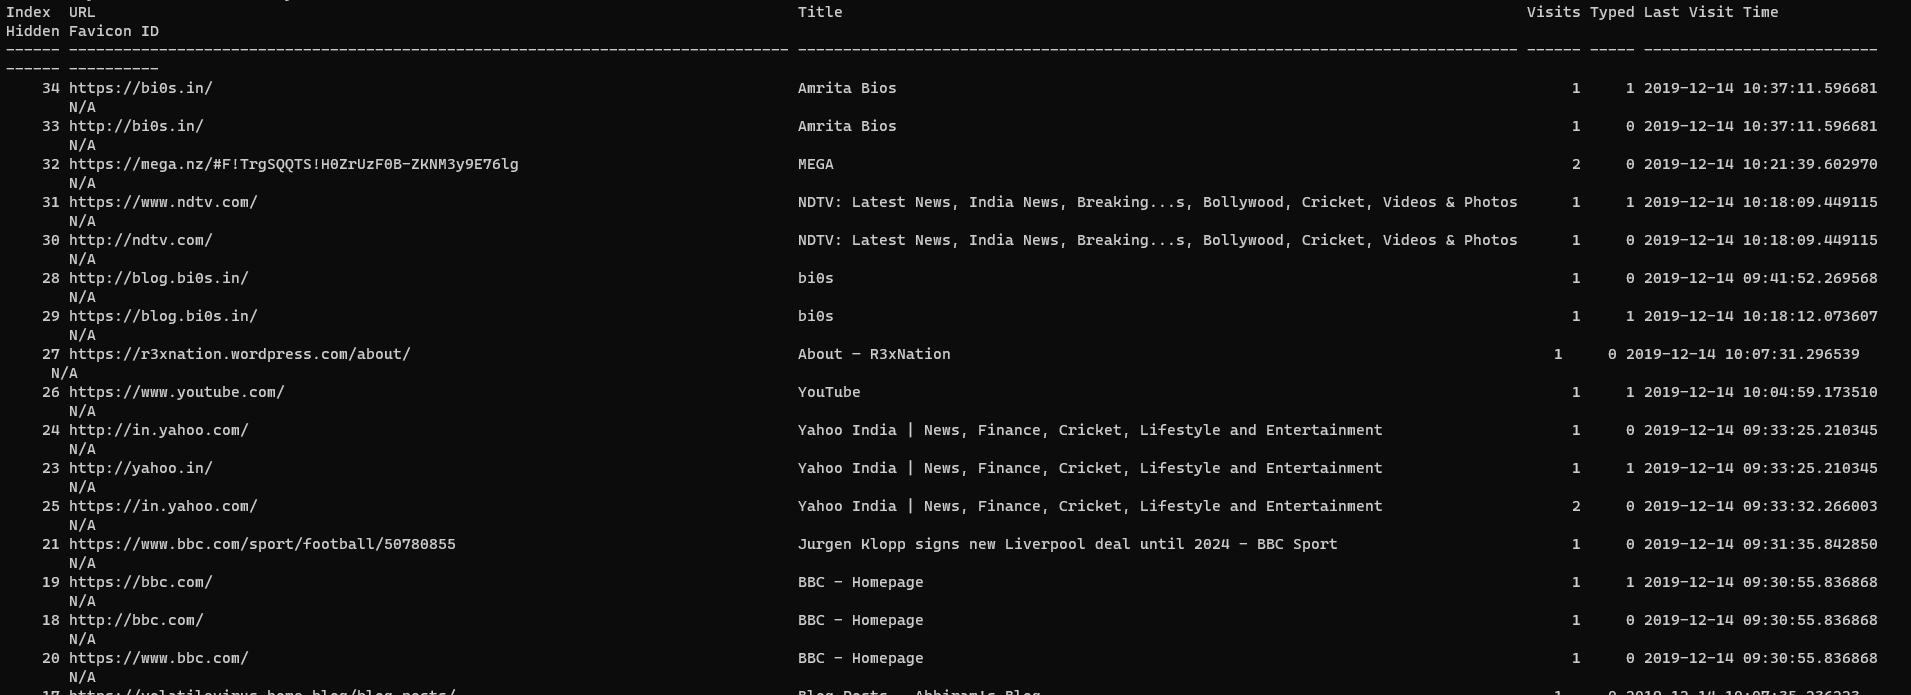 Index  URL                                                                              Title                                                                            Visits Typed Last Visit Time
Hidden Favicon ID
------ -------------------------------------------------------------------------------- -------------------------------------------------------------------------------- ------ ----- --------------------------
------ ----------
34 https://bi0s.in/ Amrita Bios 1 1 2019-12-14 10:37:11.596681
N/A
33 http://bi0s.in/ Amrita Bios 1 0 2019-12-14 10:37:11.596681
N/A
32 https://mega.nz/#F!TrgSQQTS!H0ZrUzF0B-ZKNM3y9E76lg MEGA 2 0 2019-12-14 10:21:39.602970
N/A
31 https://www.ndtv.com/ NDTV: Latest News, India News, Breaking...s, Bollywood, Cricket, Videos & Photos 1 1 2019-12-14 10:18:09.449115
N/A
30 http://ndtv.com/ NDTV: Latest News, India News, Breaking...s, Bollywood, Cricket, Videos & Photos 1 0 2019-12-14 10:18:09.449115
N/A
28 http://blog.bi0s.in/ bi0s 1 0 2019-12-14 09:41:52.269568
N/A
29 https://blog.bi0s.in/ bi0s 1 1 2019-12-14 10:18:12.073607
N/A
27 https://r3xnation.wordpress.com/about/ About – R3xNation 1 0 2019-12-14 10:07:31.296539
N/A
26 https://www.youtube.com/ YouTube 1 1 2019-12-14 10:04:59.173510
N/A
24 http://in.yahoo.com/ Yahoo India | News, Finance, Cricket, Lifestyle and Entertainment 1 0 2019-12-14 09:33:25.210345
N/A
23 http://yahoo.in/ Yahoo India | News, Finance, Cricket, Lifestyle and Entertainment 1 1 2019-12-14 09:33:25.210345
N/A
25 https://in.yahoo.com/ Yahoo India | News, Finance, Cricket, Lifestyle and Entertainment 2 0 2019-12-14 09:33:32.266003
N/A
21 https://www.bbc.com/sport/football/50780855 Jurgen Klopp signs new Liverpool deal until 2024 - BBC Sport 1 0 2019-12-14 09:31:35.842850
N/A
19 https://bbc.com/ BBC - Homepage 1 1 2019-12-14 09:30:55.836868
N/A
18 http://bbc.com/ BBC - Homepage 1 0 2019-12-14 09:30:55.836868
N/A
20 https://www.bbc.com/ BBC - Homepage 1 0 2019-12-14 09:30:55.836868
N/A